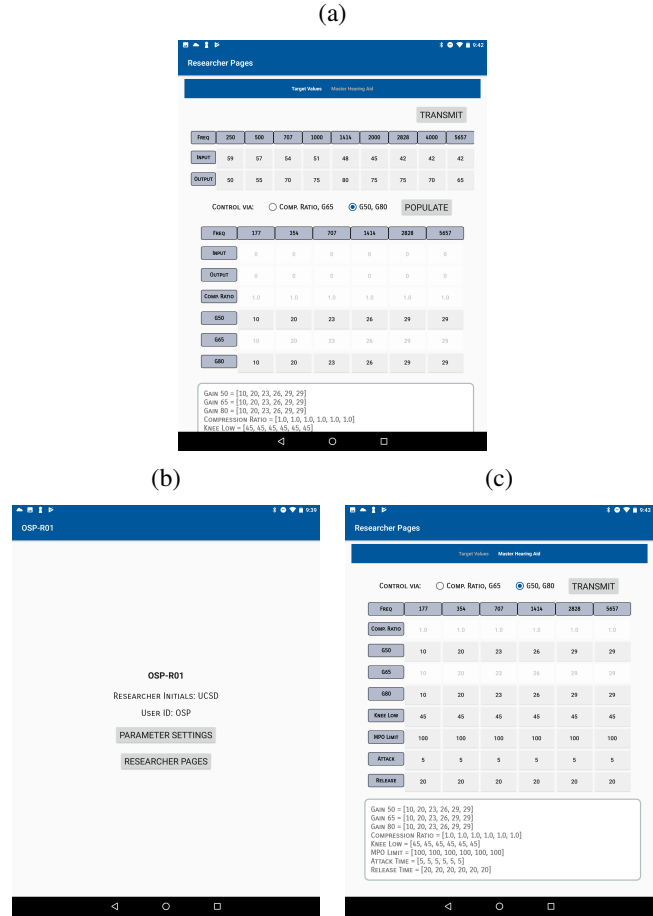 (a)
9:42
Researcher Pages
Target Values Master Hearing Aid
TRANSMIT
Freq 250 500 707 1000 1414 2000 2828 4000 5657
Input 59 57 54 51 48 45 42 42 42
Output 50 55 70 75 80 75 75 70 65
Control via: Comp. Ratio, G65 G50, G80 POPULATE
Freq 177 354 707 1414 2828 5657
Input 0 0 0 0 0 0
Output 0 0 0 0 0 0
Comp. Ratio 1.0 1.0 1.0 1.0 1.0 1.0
G50 10 20 23 26 29 29
G65 10 20 23 26 29 29
G80 10 20 23 26 29 29
Gain 50 = [10, 20, 23, 26, 29, 29]
Gain 65 = [10, 20, 23, 26, 29, 29]
Gain 80 = [10, 20, 23, 26, 29, 29]
Compression Ratio = [1.0, 1.0, 1.0, 1.0, 1.0, 1.0]
Knee Low = [45, 45, 45, 45, 45, 45]
(b)
9:39
OSP-R01
OSP-R01
Researcher Initials: UCSD
User ID: OSP
PARAMETER SETTINGS
RESEARCHER PAGES
(c)
9:43
Researcher Pages
Target Values Master Hearing Aid
Control via: Comp. Ratio, G65 G50, G80 TRANSMIT
Freq 177 354 707 1414 2828 5657
Comp. Ratio 1.0 1.0 1.0 1.0 1.0 1.0
G50 10 20 23 26 29 29
G65 10 20 23 26 29 29
G80 10 20 23 26 29 29
Knee Low 45 45 45 45 45 45
MPO Limit 100 100 100 100 100 100
Attack 5 5 5 5 5 5
Release 20 20 20 20 20 20
Gain 50 = [10, 20, 23, 26, 29, 29]
Gain 65 = [10, 20, 23, 26, 29, 29]
Gain 80 = [10, 20, 23, 26, 29, 29]
Compression Ratio = [1.0, 1.0, 1.0, 1.0, 1.0, 1.0]
Knee Low = [45, 45, 45, 45, 45, 45]
MPO Limit = [100, 100, 100, 100, 100, 100]
Attack Time = [5, 5, 5, 5, 5, 5]
Release Time = [20, 20, 20, 20, 20, 20]